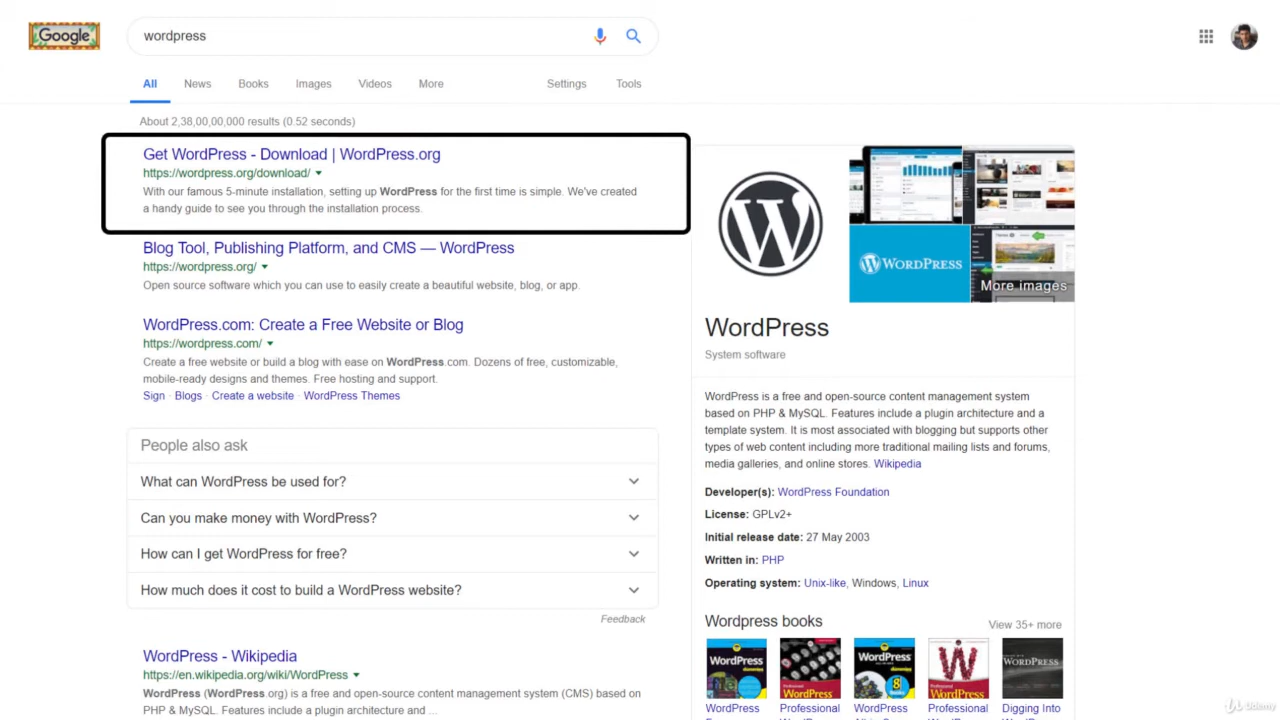 Google
wordpress
All
News
Books
Images
Videos
More
Settings
Tools
About 2,38,00,00,000 results (0.52 seconds)
Get WordPress - Download | WordPress.org
https://wordpress.org/download/
With our famous 5-minute installation, setting up WordPress for the first time is simple. We've created
a handy guide to see you through the installation process.
Blog Tool, Publishing Platform, and CMS — WordPress
https://wordpress.org/
Open source software which you can use to easily create a beautiful website, blog, or app.
WordPress.com: Create a Free Website or Blog
https://wordpress.com/
Create a free website or build a blog with ease on WordPress.com. Dozens of free, customizable,
mobile-ready designs and themes. Free hosting and support.
Sign · Blogs · Create a website · WordPress Themes
People also ask
What can WordPress be used for?
Can you make money with WordPress?
How can I get WordPress for free?
How much does it cost to build a WordPress website?
Feedback
WordPress - Wikipedia
https://en.wikipedia.org/wiki/WordPress
WordPress (WordPress.org) is a free and open-source content management system (CMS) based on
PHP & MySQL. Features include a plugin architecture and ...
WORDPRESS
More images
WordPress
System software
WordPress is a free and open-source content management system
based on PHP & MySQL. Features include a plugin architecture and a
template system. It is most associated with blogging but supports other
types of web content including more traditional mailing lists and forums,
media galleries, and online stores. Wikipedia
Developer(s): WordPress Foundation
License: GPLv2+
Initial release date: 27 May 2003
Written in: PHP
Operating system: Unix-like, Windows, Linux
Wordpress books
View 35+ more
WordPress
WordPress
Professional
WordPress
Professional
WordPress
WORDPRESS
WordPress
Professional
WordPress
Professional
Digging Into
Udemy